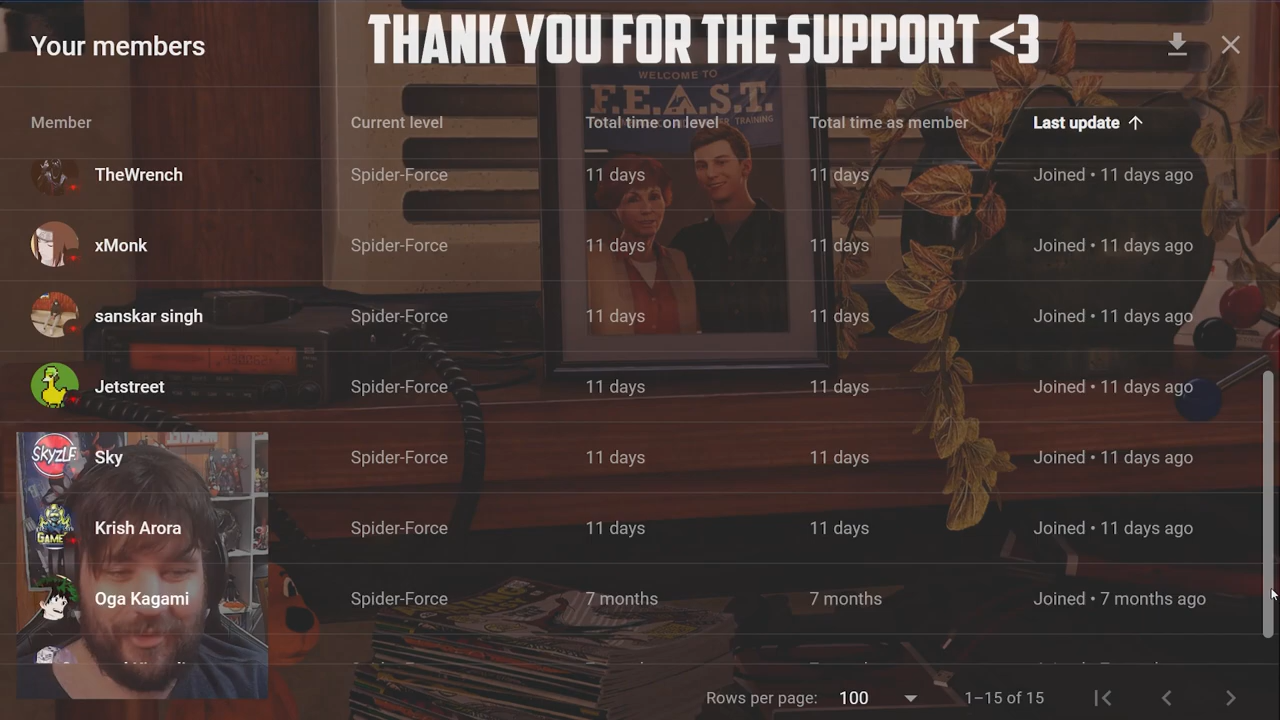 THANK YOU FOR THE SUPPORT <3
Your members
WELCOME TO
F.E.A.S.T.
TRAINING
Member Current level Total time on level Total time as member Last update
TheWrench Spider-Force 11 days 11 days Joined • 11 days ago
xMonk Spider-Force 11 days 11 days Joined • 11 days ago
sanskar singh Spider-Force 11 days 11 days Joined • 11 days ago
Jetstreet Spider-Force 11 days 11 days Joined • 11 days ago
SKYZLF Sky Spider-Force 11 days 11 days Joined • 11 days ago
Krish Arora Spider-Force 11 days 11 days Joined • 11 days ago
GAME
Oga Kagami Spider-Force 7 months 7 months Joined • 7 months ago
Rows per page: 100 1–15 of 15